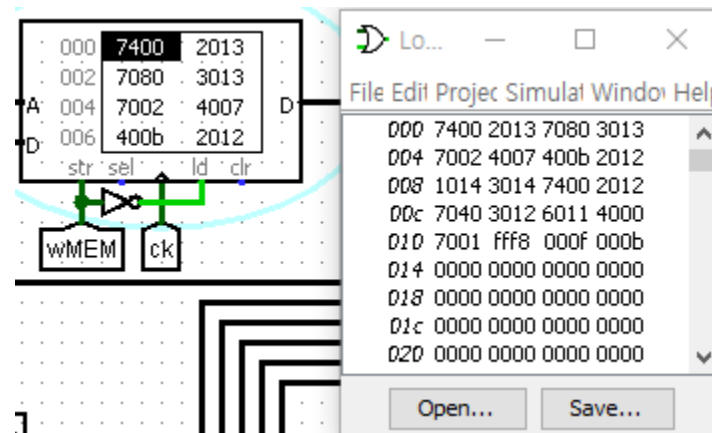 000 7400 2013
002 7080 3013
A 004 7002 4007 D
D 006 400b 2012
str sel ld clr
wMEM ck
Lo...
File Edit Projec Simulat Window Help
000 7400 2013 7080 3013
004 7002 4007 400b 2012
008 1014 3014 7400 2012
00c 7040 3012 6011 4000
010 7001 fff8 000f 000b
014 0000 0000 0000 0000
018 0000 0000 0000 0000
01c 0000 0000 0000 0000
020 0000 0000 0000 0000
Open... Save...